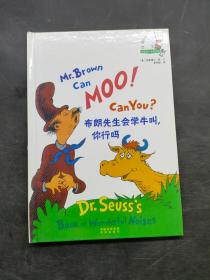 Mr. Brown
Can
MOO!
Can You?
布朗先生会学牛叫,
你行吗
Dr. Seuss's
Book of Wonderful Noises